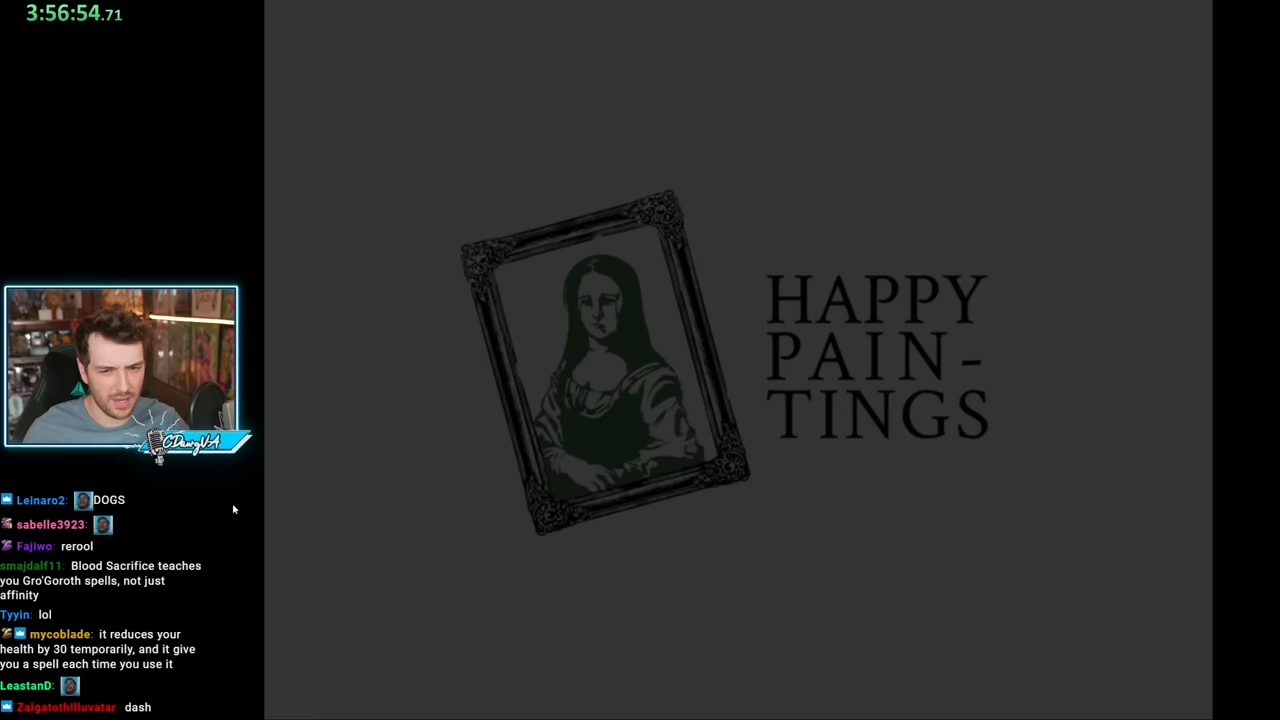 3:56:54.71
HAPPY
PAIN-
TINGS
CDawgVA
Leinaro2: DOGS
sabelle3923:
Fajiwo: rerool
smajdalf11: Blood Sacrifice teaches
you Gro'Goroth spells, not just
affinity
Tyyin: lol
mycoblade: it reduces your
health by 30 temporarily, and it give
you a spell each time you use it
LeastanD:
Zalgatothilluvatar: dash